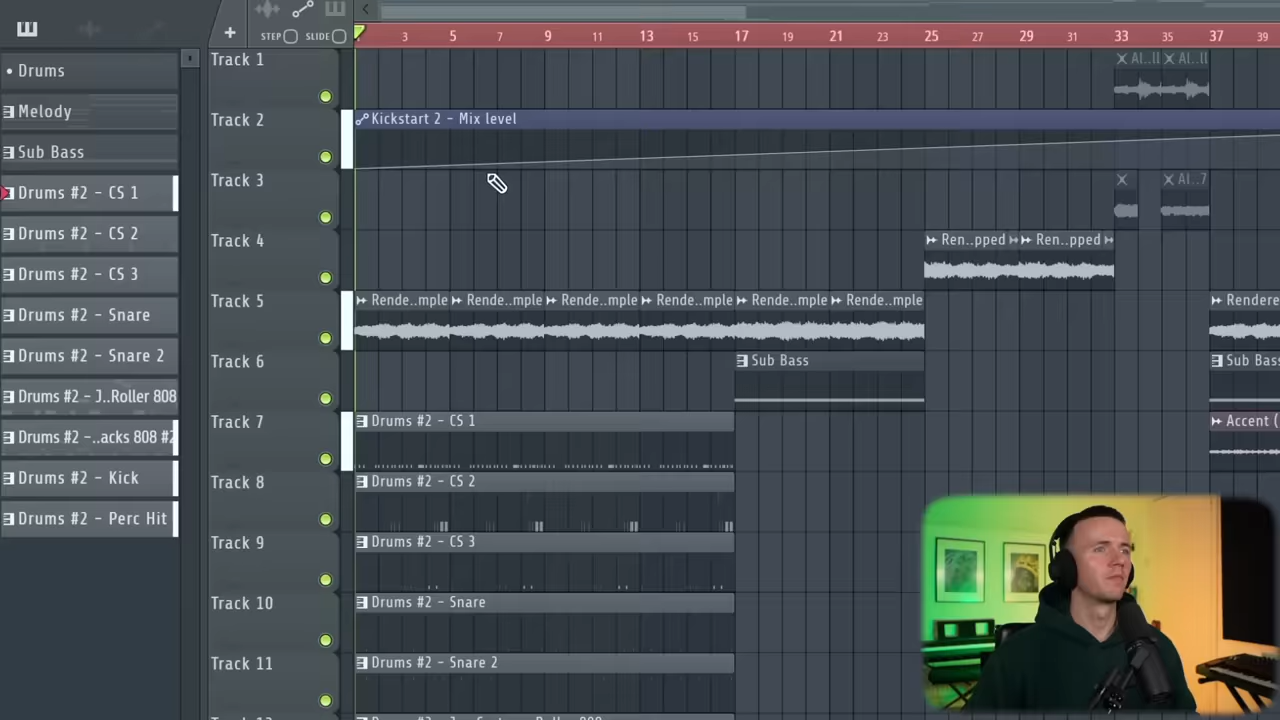 STEP SLIDE
3 5 7 9 11 13 15 17 19 21 23 25 27 29 31 33 35 37 39
Drums
Melody
Sub Bass
Drums #2 - CS 1
Drums #2 - CS 2
Drums #2 - CS 3
Drums #2 - Snare
Drums #2 - Snare 2
Drums #2 - J..Roller 808
Drums #2 -..acks 808 #2
Drums #2 - Kick
Drums #2 - Perc Hit
Track 1
Al..ll Al..ll
Track 2
Kickstart 2 - Mix level
Track 3
Al..7
Track 4
Ren..pped Ren..pped
Track 5
Rende..mple Rende..mple Rende..mple Rende..mple Rende..mple Rende..mple Rendere
Track 6
Sub Bass Sub Bass
Track 7
Drums #2 - CS 1 Accent (
Track 8
Drums #2 - CS 2
Track 9
Drums #2 - CS 3
Track 10
Drums #2 - Snare
Track 11
Drums #2 - Snare 2